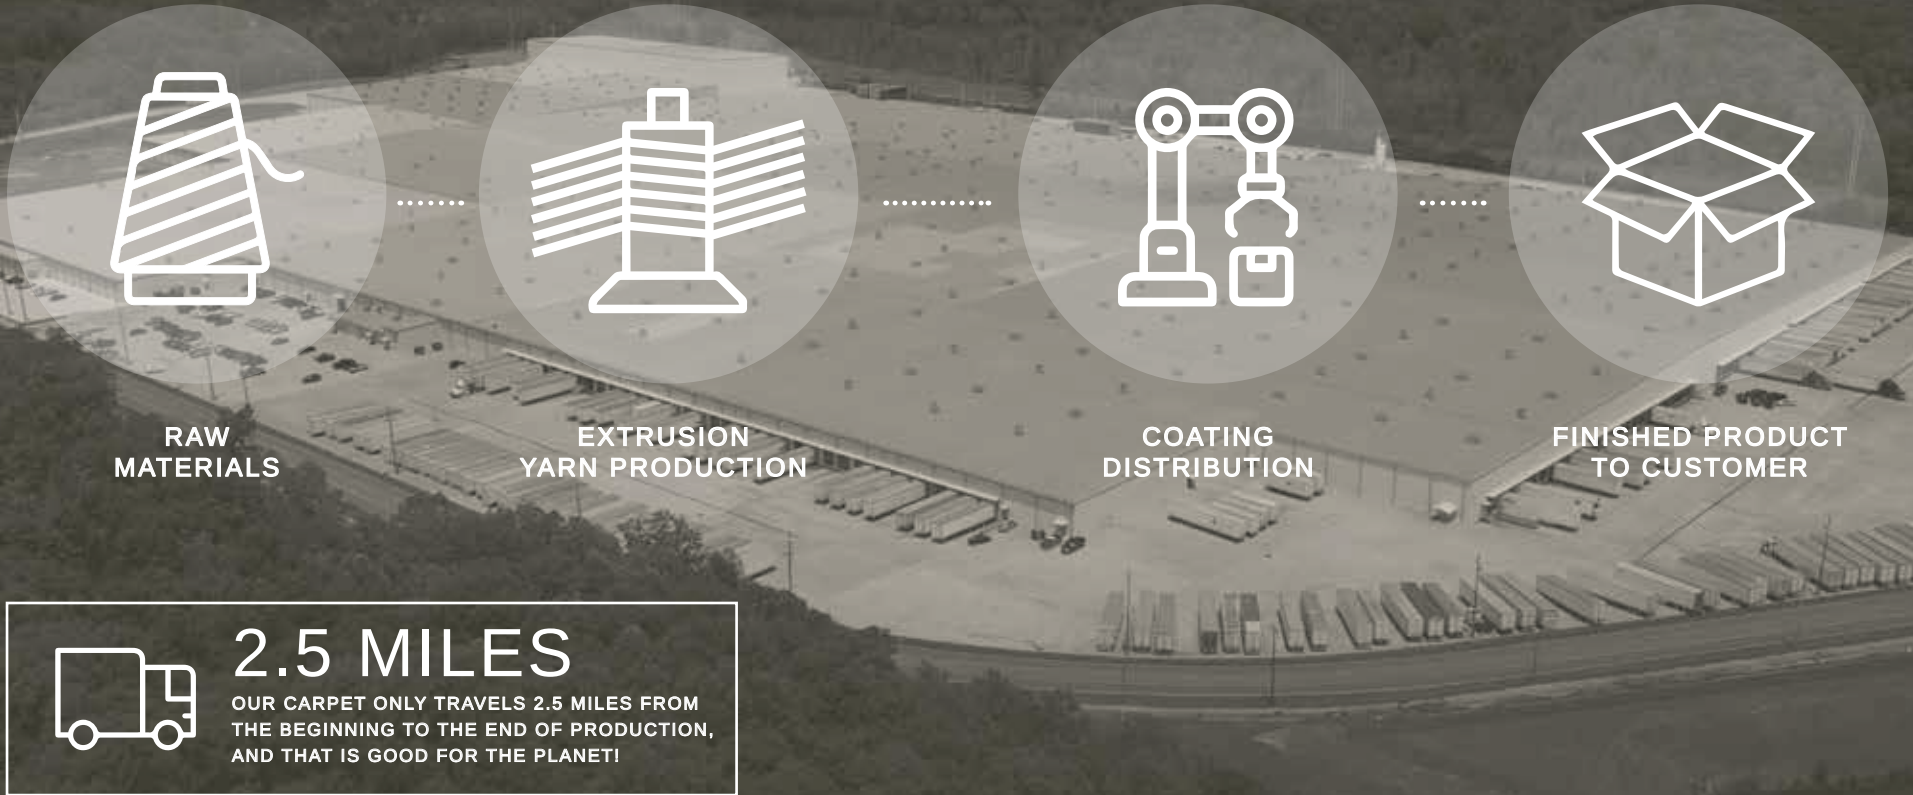 RAW
MATERIALS
EXTRUSION
YARN PRODUCTION
COATING
DISTRIBUTION
FINISHED PRODUCT
TO CUSTOMER
2.5 MILES
OUR CARPET ONLY TRAVELS 2.5 MILES FROM
THE BEGINNING TO THE END OF PRODUCTION,
AND THAT IS GOOD FOR THE PLANET!